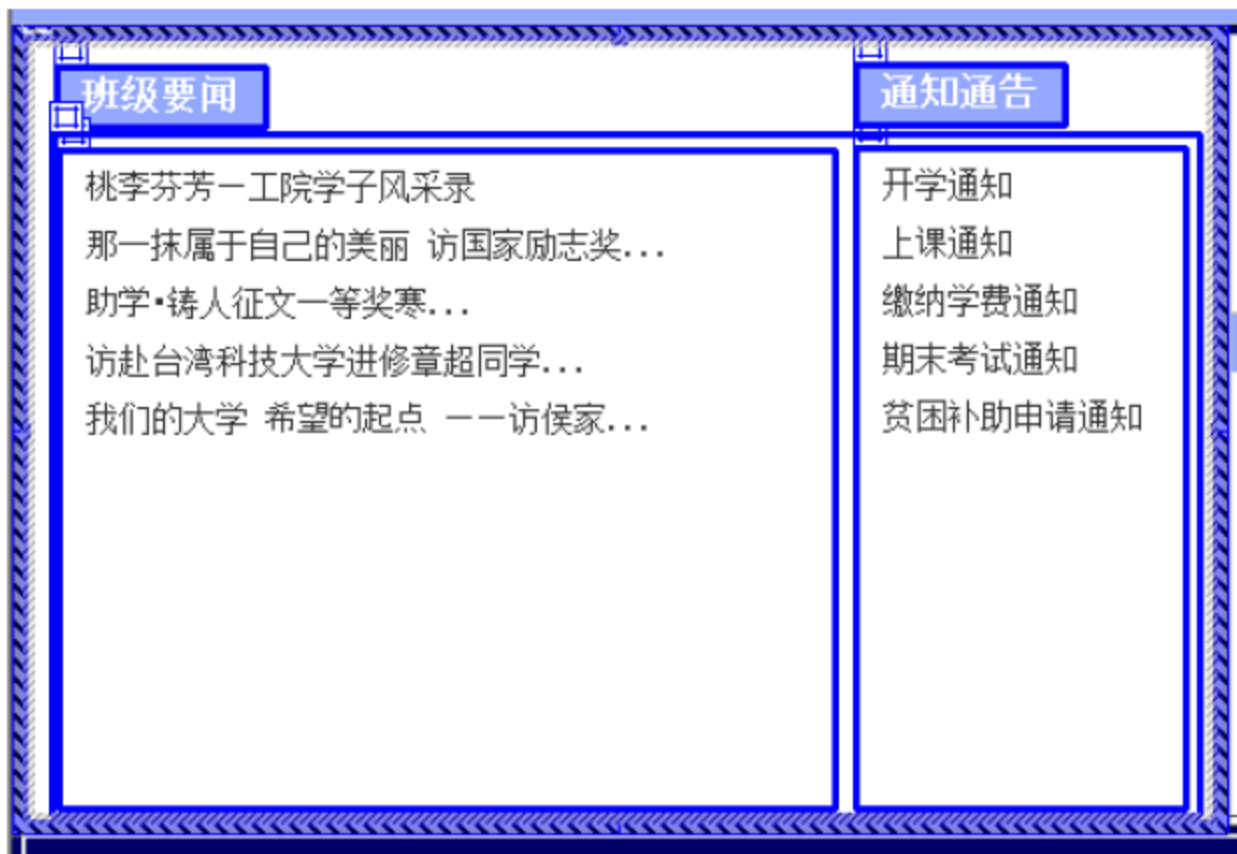 班级要闻
桃李芬芳－工院学子风采录
那一抹属于自己的美丽 访国家励志奖...
助学·铸人征文一等奖寒...
访赴台湾科技大学进修章超同学...
我们的大学 希望的起点 ——访侯家...
通知通告
开学通知
上课通知
缴纳学费通知
期末考试通知
贫困补助申请通知